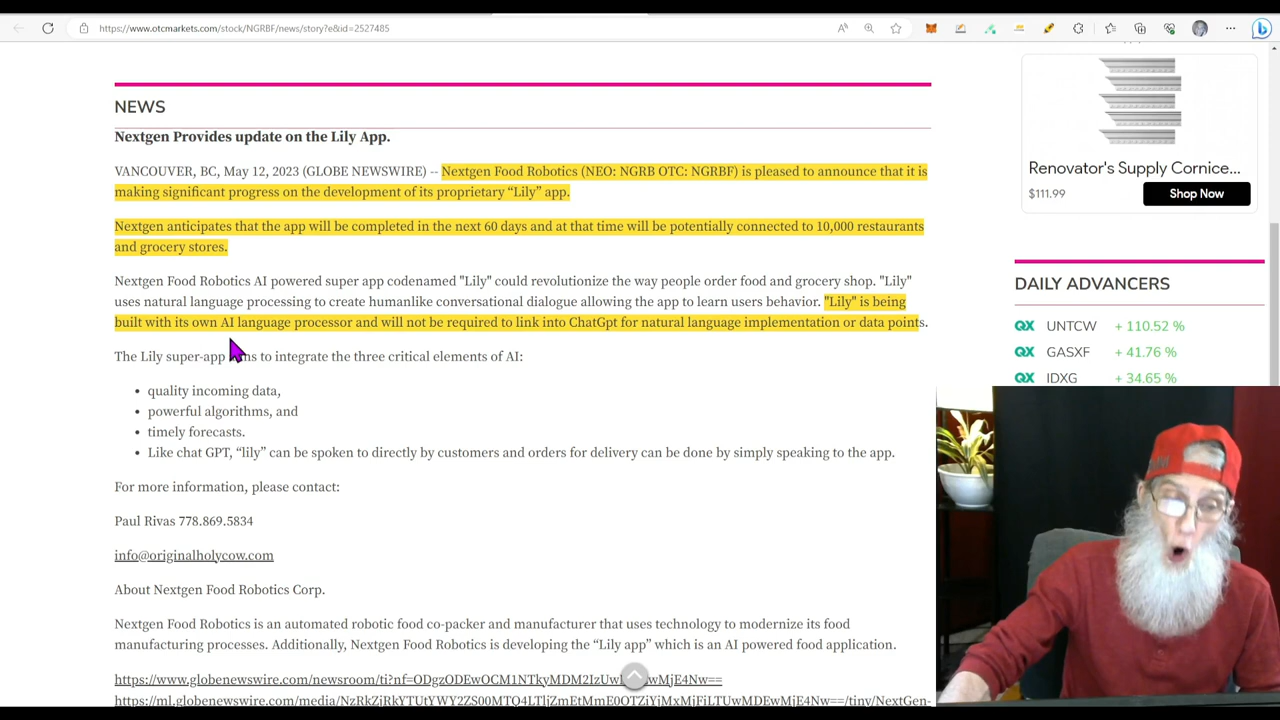 https://www.otcmarkets.com/stock/NGRBF/news/story?e&id=2527485
NEWS
Nextgen Provides update on the Lily App.
VANCOUVER, BC, May 12, 2023 (GLOBE NEWSWIRE) -- Nextgen Food Robotics (NEO: NGRB OTC: NGRBF) is pleased to announce that it is
making significant progress on the development of its proprietary “Lily” app.
Nextgen anticipates that the app will be completed in the next 60 days and at that time will be potentially connected to 10,000 restaurants
and grocery stores.
Nextgen Food Robotics AI powered super app codenamed "Lily" could revolutionize the way people order food and grocery shop. "Lily"
uses natural language processing to create humanlike conversational dialogue allowing the app to learn users behavior. "Lily" is being
built with its own AI language processor and will not be required to link into ChatGpt for natural language implementation or data points.
The Lily super-app to integrate the three critical elements of AI:
• quality incoming data,
• powerful algorithms, and
• timely forecasts.
• Like chat GPT, “lily” can be spoken to directly by customers and orders for delivery can be done by simply speaking to the app.
For more information, please contact:
Paul Rivas 778.869.5834
info@originalholycow.com
About Nextgen Food Robotics Corp.
Nextgen Food Robotics is an automated robotic food co-packer and manufacturer that uses technology to modernize its food
manufacturing processes. Additionally, Nextgen Food Robotics is developing the “Lily app” which is an AI powered food application.
Renovator's Supply Cornice...
$111.99
Shop Now
DAILY ADVANCERS
QX UNTCW + 110.52 %
QX GASXF + 41.76 %
QX IDXG + 34.65 %